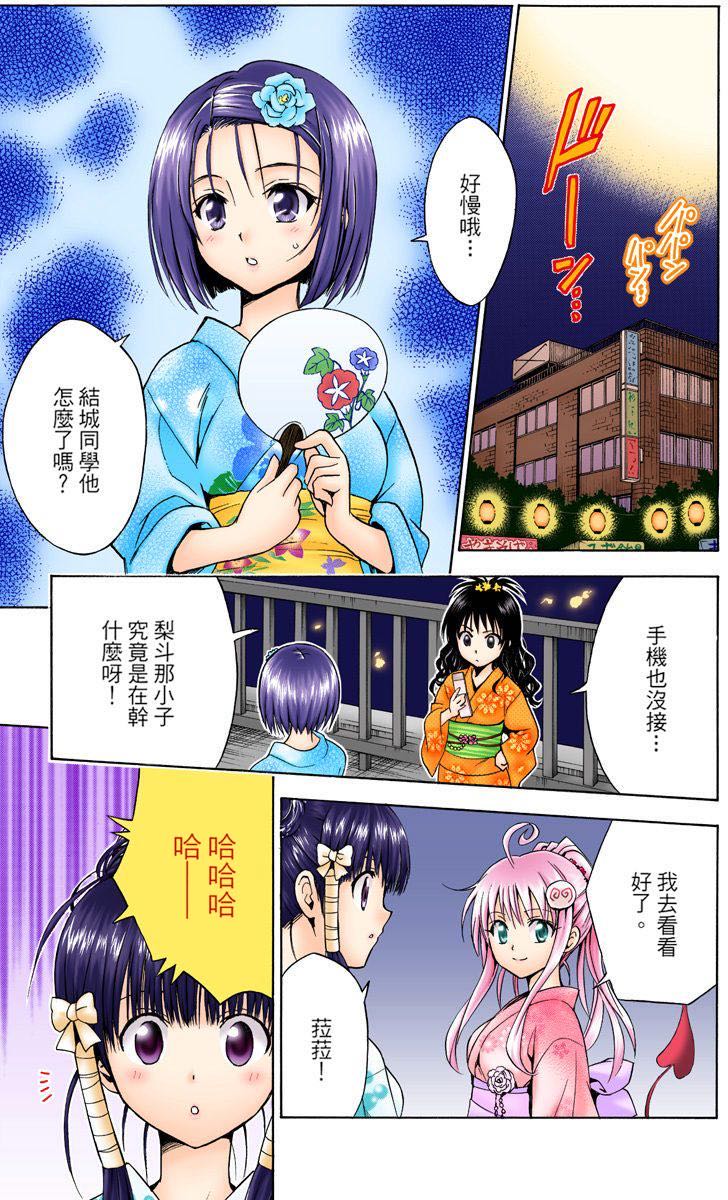 ドーン…
パパン…
パン…
好慢哦…
結城同學他
怎麼了嗎？
手機也沒接…
梨斗那小子
究竟是在幹
什麼呀！
我去看看
好了。
菈菈！
哈哈哈
哈──